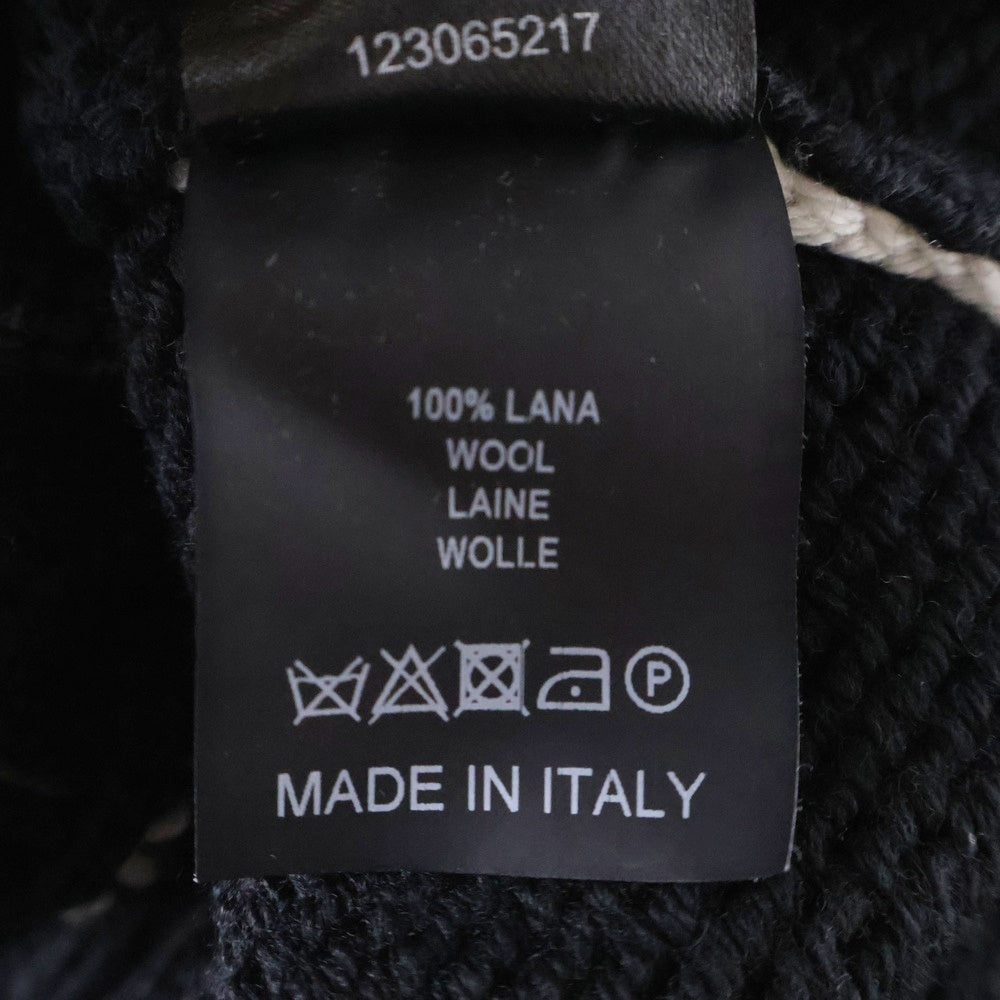 123065217
100% LANA
WOOL
LAINE
WOLLE
P
MADE IN ITALY